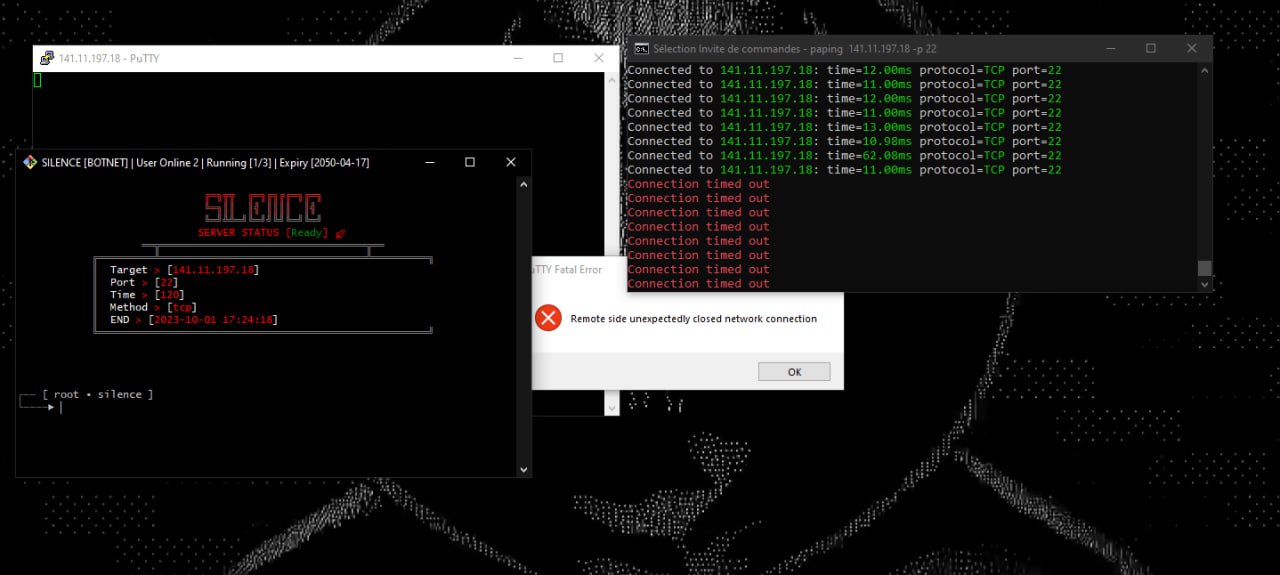 141.11.197.18 - PuTTY
SILENCE [BOTNET] | User Online 2 | Running [1/3] | Expiry [2050-04-17]
SILENCE
SERVER STATUS [Ready]
Target > [141.11.197.18]
Port > [22]
Time > [120]
Method > [tcp]
END > [2023-10-01 17:24:18]
[ root • silence ]
Sélection Invite de commandes - paping 141.11.197.18 -p 22
Connected to 141.11.197.18: time=12.00ms protocol=TCP port=22
Connected to 141.11.197.18: time=11.00ms protocol=TCP port=22
Connected to 141.11.197.18: time=12.00ms protocol=TCP port=22
Connected to 141.11.197.18: time=11.00ms protocol=TCP port=22
Connected to 141.11.197.18: time=13.00ms protocol=TCP port=22
Connected to 141.11.197.18: time=10.98ms protocol=TCP port=22
Connected to 141.11.197.18: time=62.08ms protocol=TCP port=22
Connected to 141.11.197.18: time=11.00ms protocol=TCP port=22
Connection timed out
Connection timed out
Connection timed out
Connection timed out
Connection timed out
Connection timed out
Connection timed out
Connection timed out
uTTY Fatal Error
Remote side unexpectedly closed network connection
OK